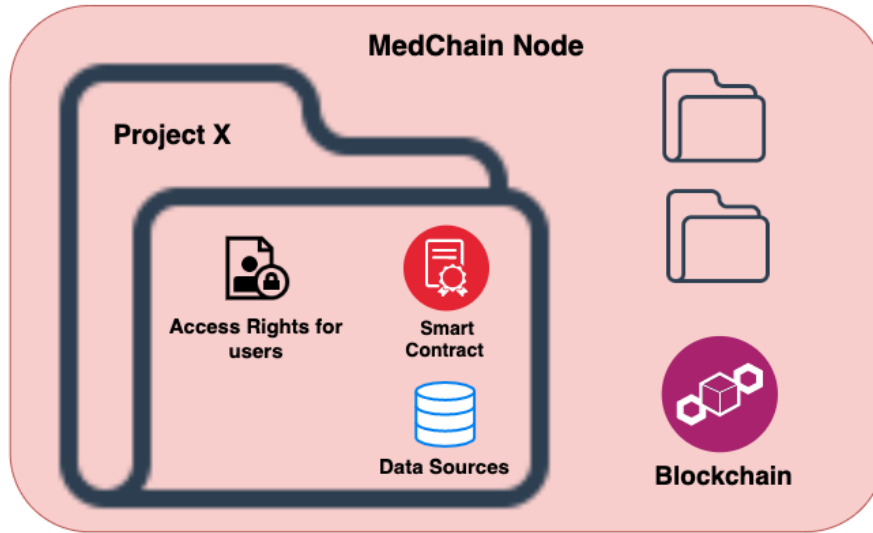 MedChain Node
Project X
Access Rights for
users
Smart
Contract
Data Sources
Blockchain